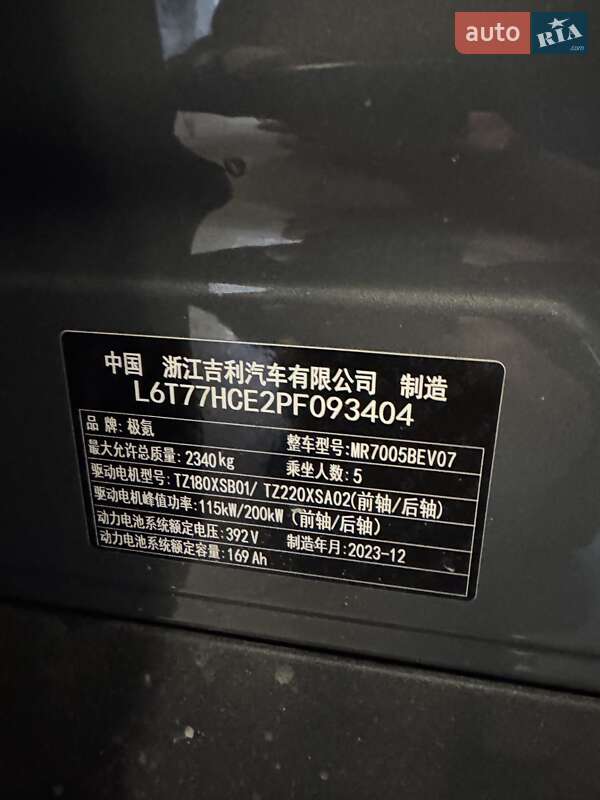 auto RIA.com
中国 浙江吉利汽车有限公司 制造
L6T77HCE2PF093404
品牌:极氪 整车型号:MR7005BEV07
最大允许总质量:2340kg 乘坐人数:5
驱动电机型号:TZ180XSB01/ TZ220XSA02(前轴/后轴)
驱动电机峰值功率:115kW/200kW (前轴/后轴)
动力电池系统额定电压:392V 制造年月:2023-12
动力电池系统额定容量:169Ah